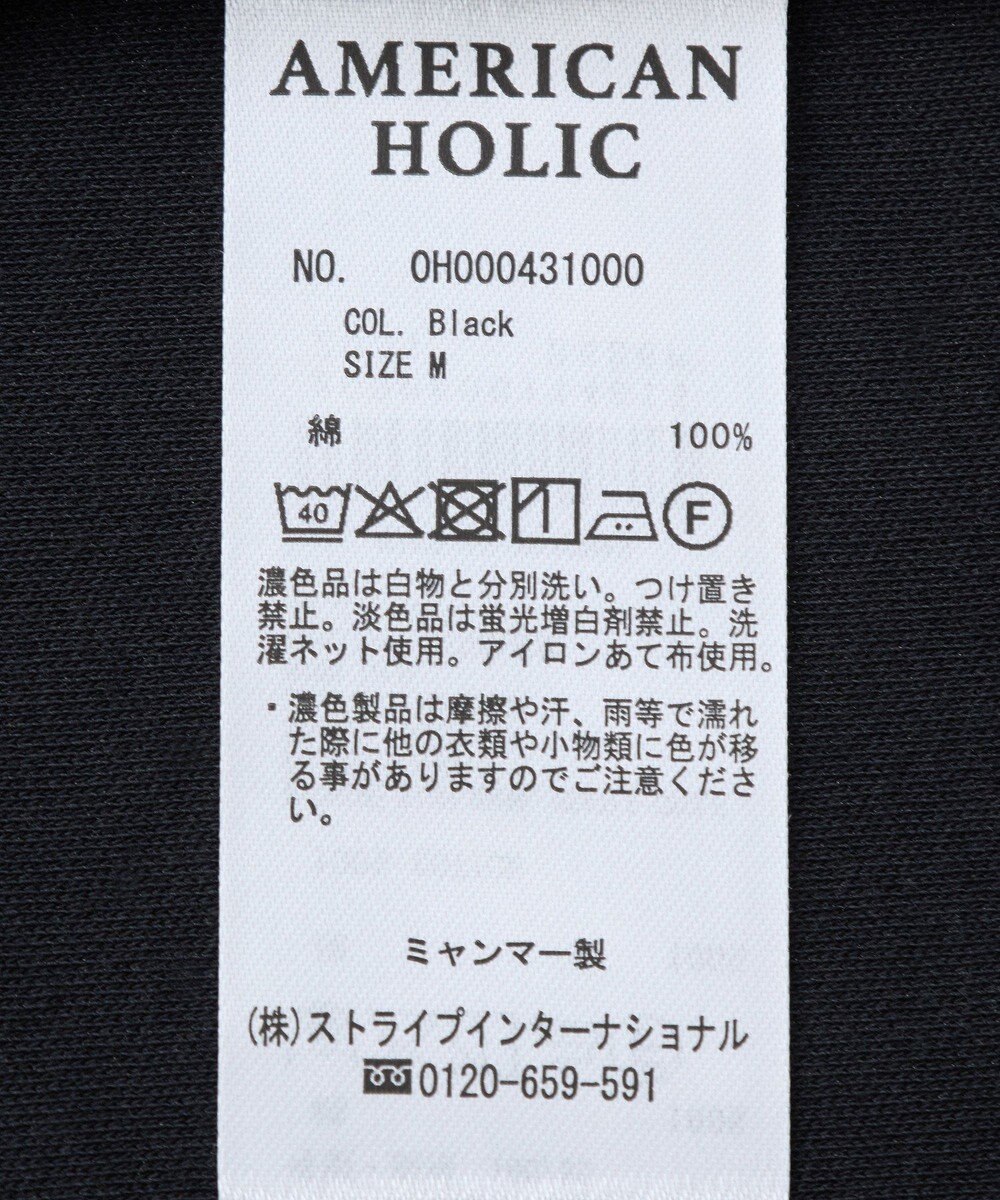 AMERICAN
HOLIC
NO. 0H000431000
COL. Black
SIZE M
綿 100%
40 F
濃色品は白物と分別洗い。つけ置き
禁止。淡色品は蛍光増白剤禁止。洗
濯ネット使用。アイロンあて布使用。
・濃色製品は摩擦や汗、雨等で濡れ
た際に他の衣類や小物類に色が移
る事がありますのでご注意くださ
い。
ミャンマー製
(株)ストライプインターナショナル
0120-659-591